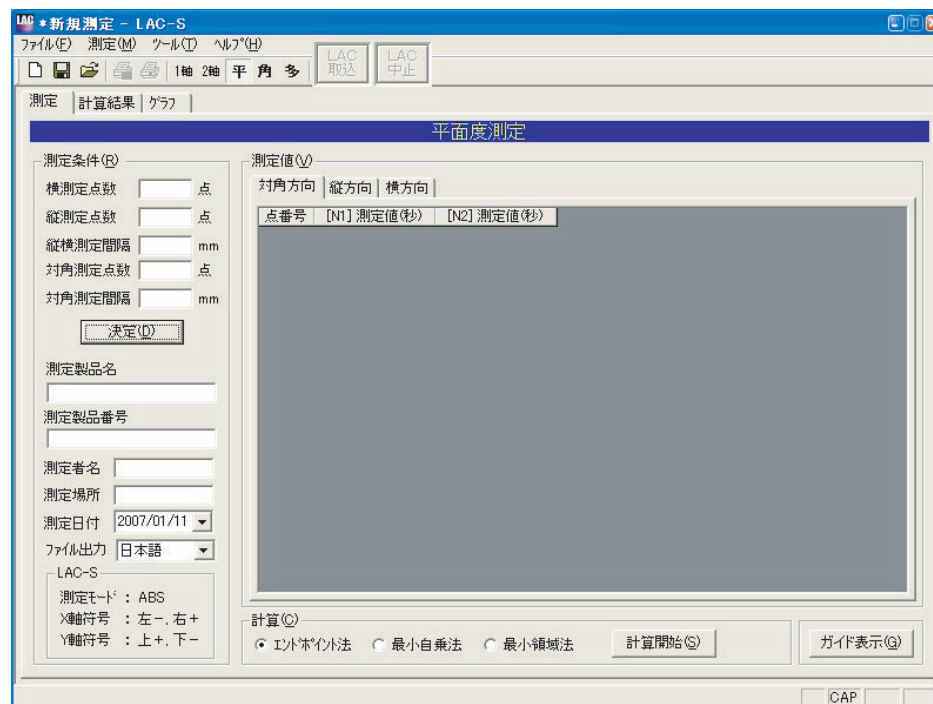 LAC *新規測定 - LAC-S
ファイル(F) 測定(M) ツール(T) ヘルプ(H)
1軸 2軸 平 角 多 LAC取込 LAC中止
測定 計算結果 グラフ
平面度測定
測定条件(R)
横測定点数 点
縦測定点数 点
縦横測定間隔 mm
対角測定点数 点
対角測定間隔 mm
決定(D)
測定製品名
測定製品番号
測定者名
測定場所
測定日付 2007/01/11
ファイル出力 日本語
LAC-S
測定モード : ABS
X軸符号 : 左-,右+
Y軸符号 : 上+,下-
測定値(V)
対角方向 縦方向 横方向
点番号 [N1] 測定値(秒) [N2] 測定値(秒)
計算(C)
エンドポイント法 最小自乗法 最小領域法 計算開始(S)
ガイド表示(G)
CAP